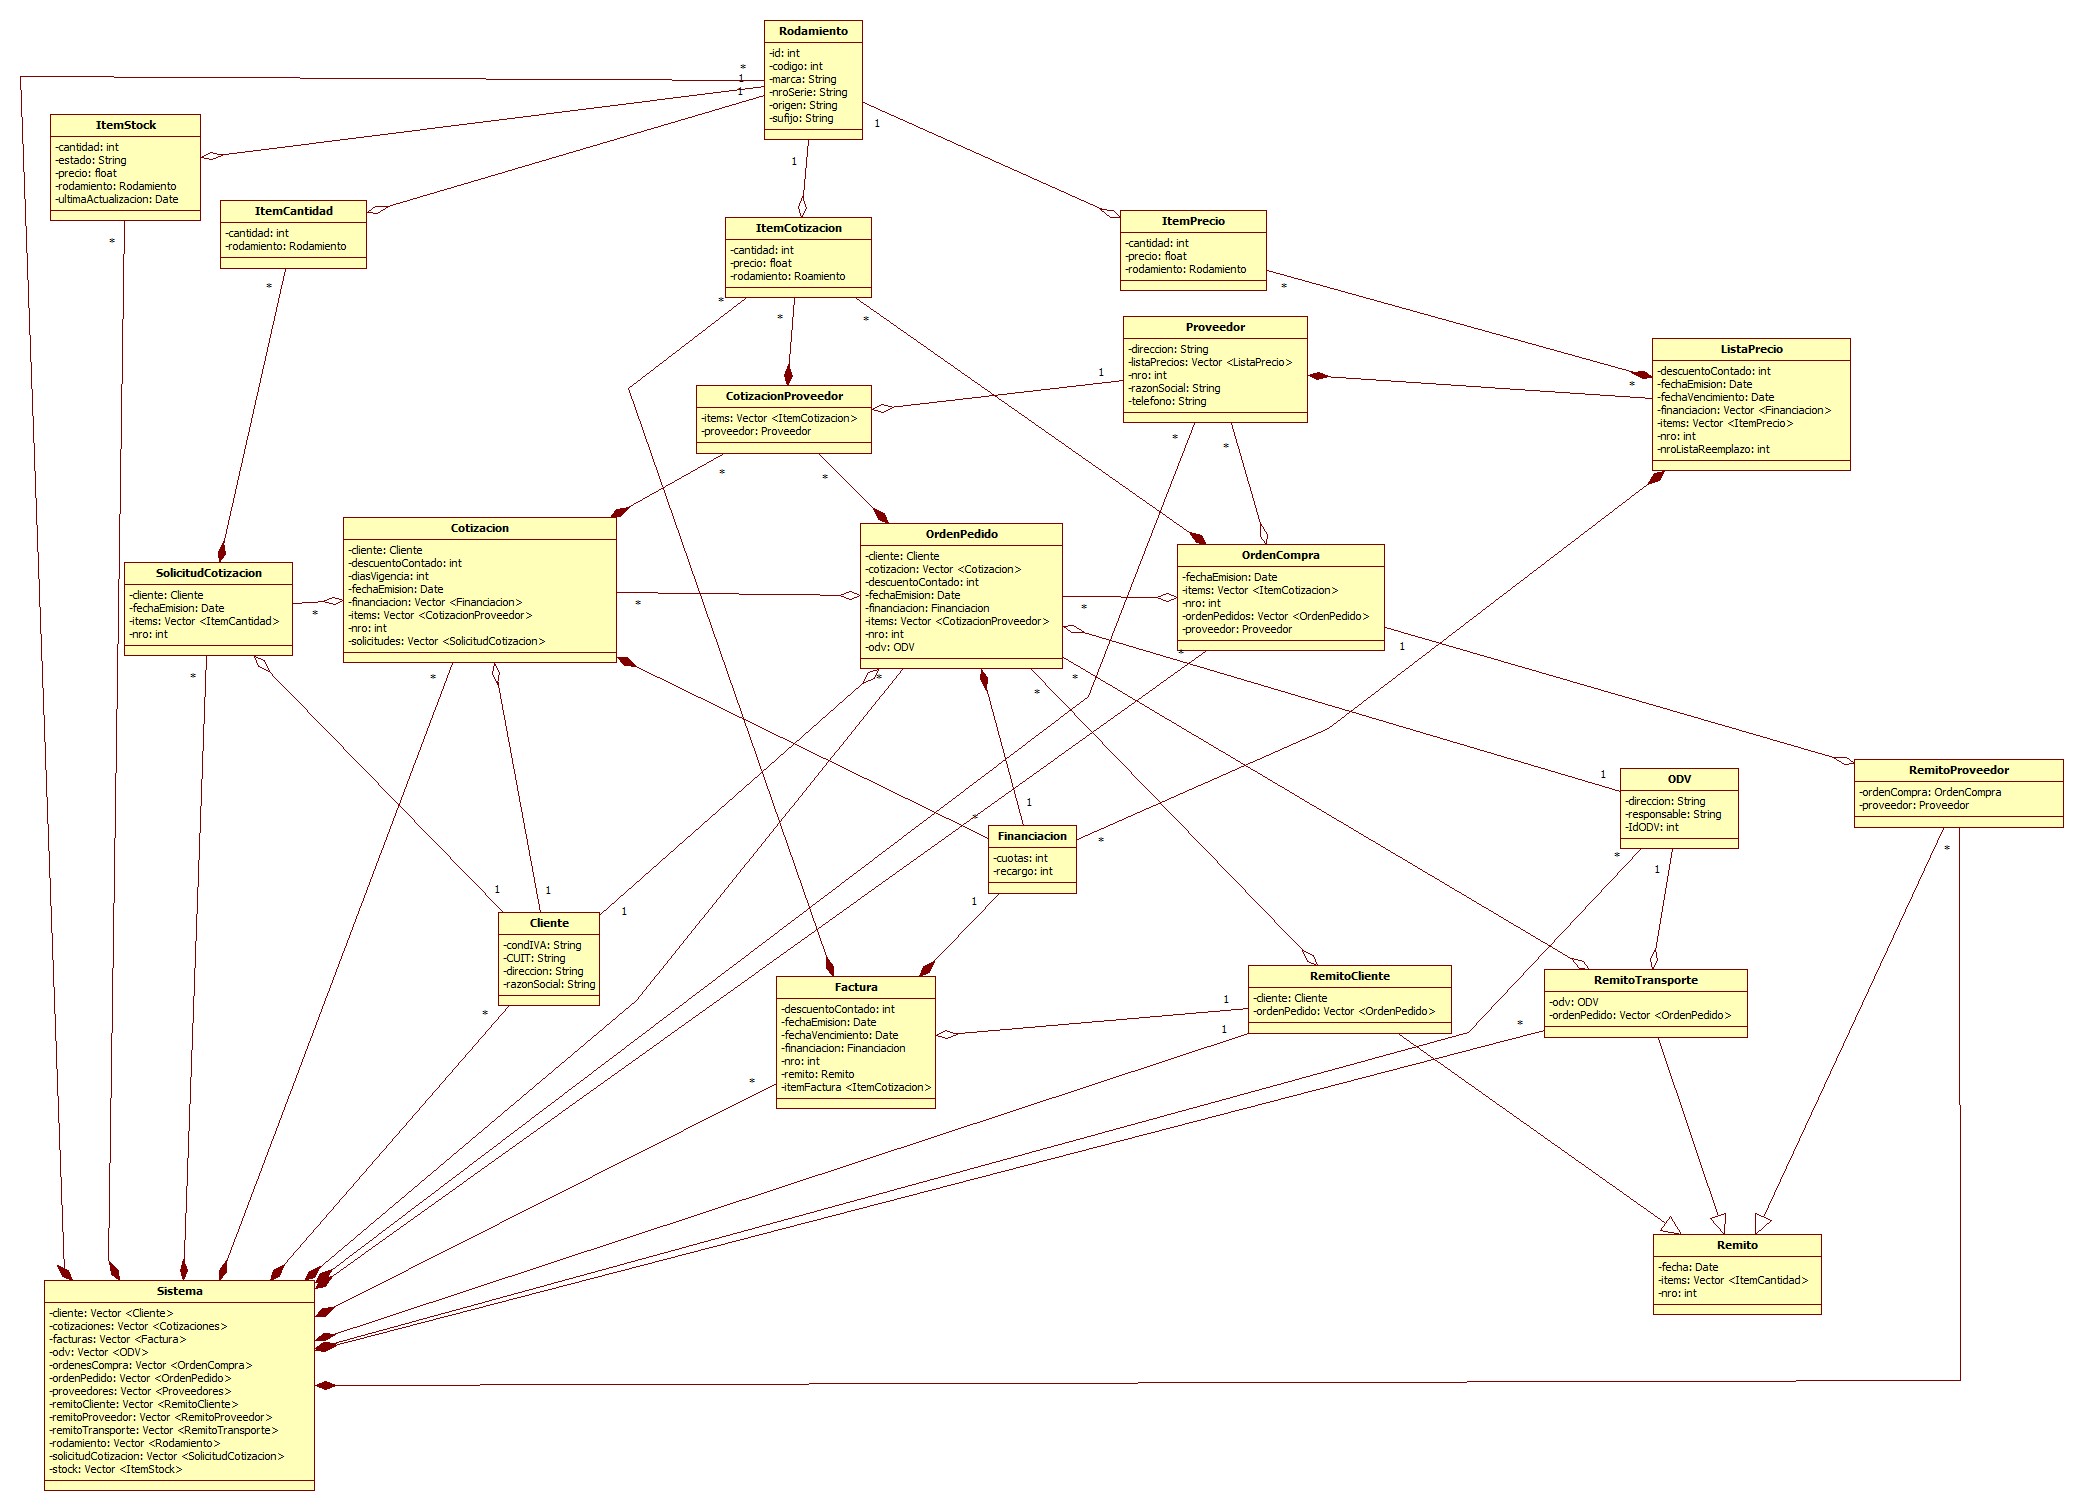 Rodamiento
-id: int
-codigo: int
-marca: String
-nroSerie: String
-origen: String
-sufijo: String
*
1
1
1
1
ItemStock
-cantidad: int
-estado: String
-precio: float
-rodamiento: Rodamiento
-ultimaActualizacion: Date
*
ItemCantidad
-cantidad: int
-rodamiento: Rodamiento
*
ItemCotizacion
-cantidad: int
-precio: float
-rodamiento: Roamiento
*
*
*
ItemPrecio
-cantidad: int
-precio: float
-rodamiento: Rodamiento
*
Proveedor
-direccion: String
-listaPrecios: Vector <ListaPrecio>
-nro: int
-razonSocial: String
-telefono: String
1
*
*
*
ListaPrecio
-descuentoContado: int
-fechaEmision: Date
-fechaVencimiento: Date
-financiacion: Vector <Financiacion>
-items: Vector <ItemPrecio>
-nro: int
-nroListaReemplazo: int
CotizacionProveedor
-items: Vector <ItemCotizacion>
-proveedor: Proveedor
*
*
SolicitudCotizacion
-cliente: Cliente
-fechaEmision: Date
-items: Vector <ItemCantidad>
-nro: int
*
*
Cotizacion
-cliente: Cliente
-descuentoContado: int
-diasVigencia: int
-fechaEmision: Date
-financiacion: Vector <Financiacion>
-items: Vector <CotizacionProveedor>
-nro: int
-solicitudes: Vector <SolicitudCotizacion>
*
*
OrdenPedido
-cliente: Cliente
-cotizacion: Vector <Cotizacion>
-descuentoContado: int
-fechaEmision: Date
-financiacion: Financiacion
-items: Vector <CotizacionProveedor>
-nro: int
-odv: ODV
*
*
*
*
OrdenCompra
-fechaEmision: Date
-items: Vector <ItemCotizacion>
-nro: int
-ordenPedidos: Vector <OrdenPedido>
-proveedor: Proveedor
*
1
RemitoProveedor
-ordenCompra: OrdenCompra
-proveedor: Proveedor
*
1
ODV
-direccion: String
-responsable: String
-IdODV: int
*
1
1
*
*
Financiacion
-cuotas: int
-recargo: int
1
1
1
1
Cliente
-condIVA: String
-CUIT: String
-direccion: String
-razonSocial: String
*
Factura
-descuentoContado: int
-fechaEmision: Date
-fechaVencimiento: Date
-financiacion: Financiacion
-nro: int
-remito: Remito
-itemFactura <ItemCotizacion>
*
1
1
RemitoCliente
-cliente: Cliente
-ordenPedido: Vector <OrdenPedido>
RemitoTransporte
-odv: ODV
-ordenPedido: Vector <OrdenPedido>
*
Remito
-fecha: Date
-items: Vector <ItemCantidad>
-nro: int
Sistema
-cliente: Vector <Cliente>
-cotizaciones: Vector <Cotizaciones>
-facturas: Vector <Factura>
-odv: Vector <ODV>
-ordenesCompra: Vector <OrdenCompra>
-ordenPedido: Vector <OrdenPedido>
-proveedores: Vector <Proveedores>
-remitoCliente: Vector <RemitoCliente>
-remitoProveedor: Vector <RemitoProveedor>
-remitoTransporte: Vector <RemitoTransporte>
-rodamiento: Vector <Rodamiento>
-solicitudCotizacion: Vector <SolicitudCotizacion>
-stock: Vector <ItemStock>